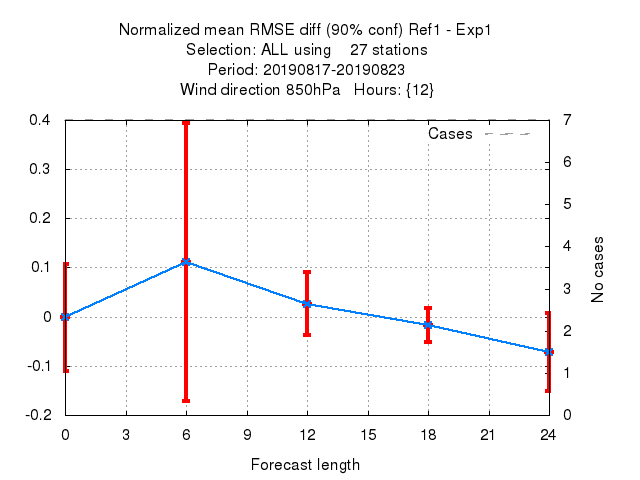 Normalized mean RMSE diff (90% conf) Ref1 - Exp1
Selection: ALL using    27 stations
Period: 20190817-20190823
Wind direction 850hPa   Hours: {12}
Cases
0.4
0.3
0.2
0.1
0
-0.1
-0.2
7
6
5
4
3
2
1
0
No cases
0 3 6 9 12 15 18 21 24
Forecast length